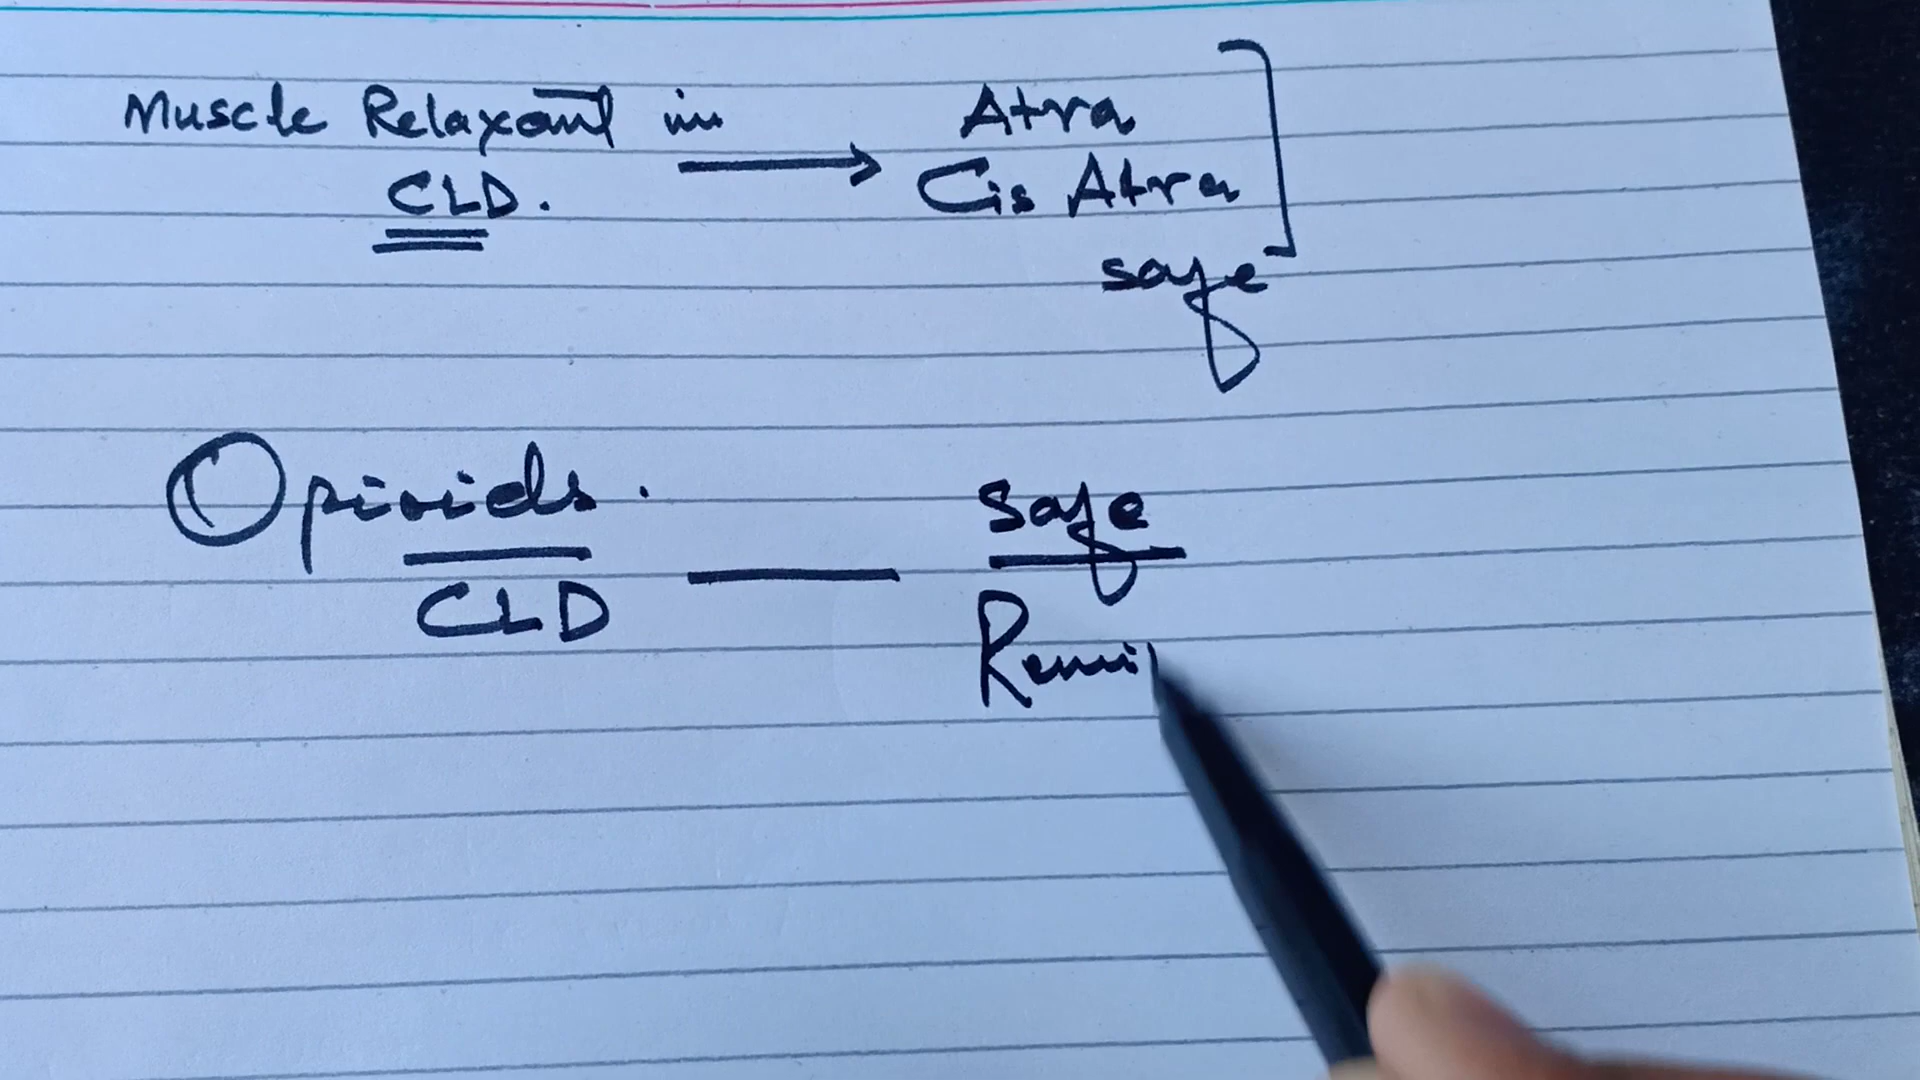 Muscle Relaxant in
CLD. → Atra
Cis Atra
safe
Opioids.
CLD — safe
Remi